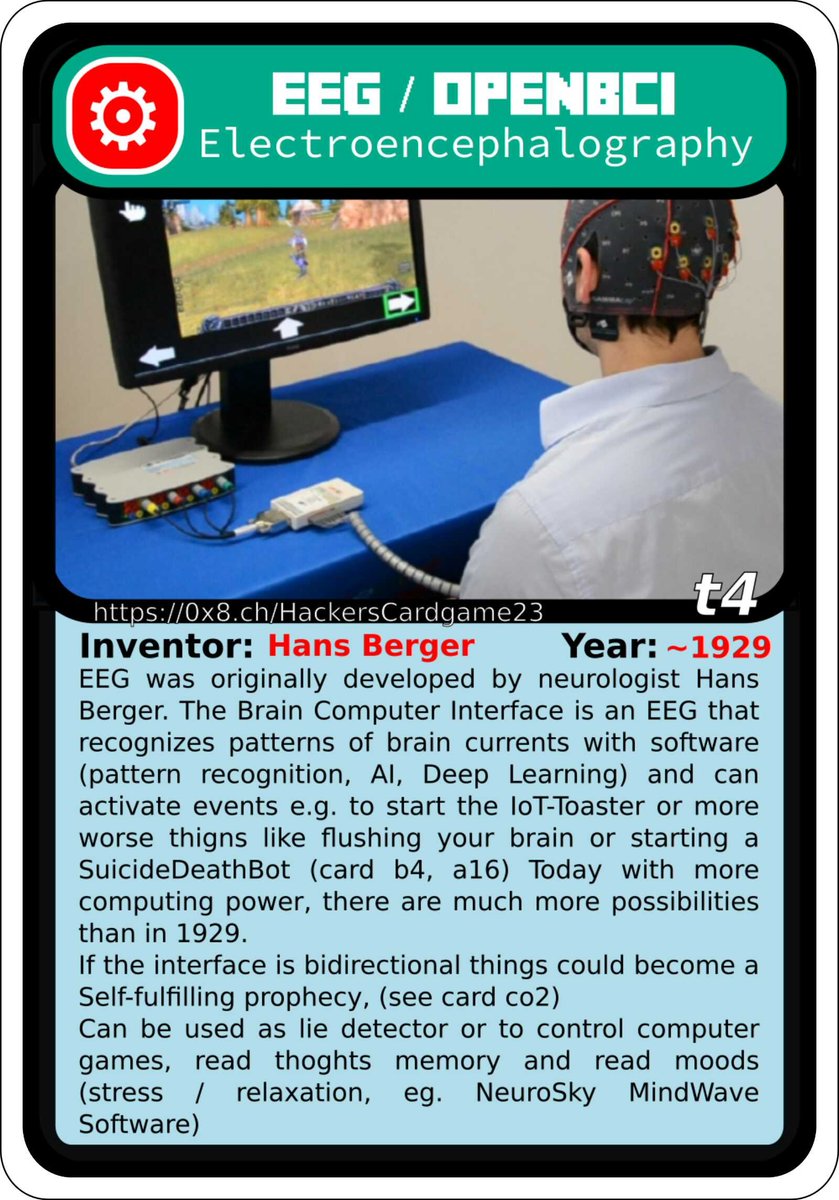 EEG / OPENBCI
Electroencephalography
https://0x8.ch/HackersCardgame23
t4
Inventor: Hans Berger Year: ~1929
EEG was originally developed by neurologist Hans
Berger. The Brain Computer Interface is an EEG that
recognizes patterns of brain currents with software
(pattern recognition, AI, Deep Learning) and can
activate events e.g. to start the IoT-Toaster or more
worse thigns like flushing your brain or starting a
SuicideDeathBot (card b4, a16) Today with more
computing power, there are much more possibilities
than in 1929.
If the interface is bidirectional things could become a
Self-fulfilling prophecy, (see card co2)
Can be used as lie detector or to control computer
games, read thoghts memory and read moods
(stress / relaxation, eg. NeuroSky MindWave
Software)